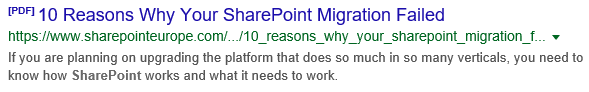 [PDF] 10 Reasons Why Your SharePoint Migration Failed
https://www.sharepointeurope.com/.../10_reasons_why_your_sharepoint_migration_f...
If you are planning on upgrading the platform that does so much in so many verticals, you need to
know how SharePoint works and what it needs to work.